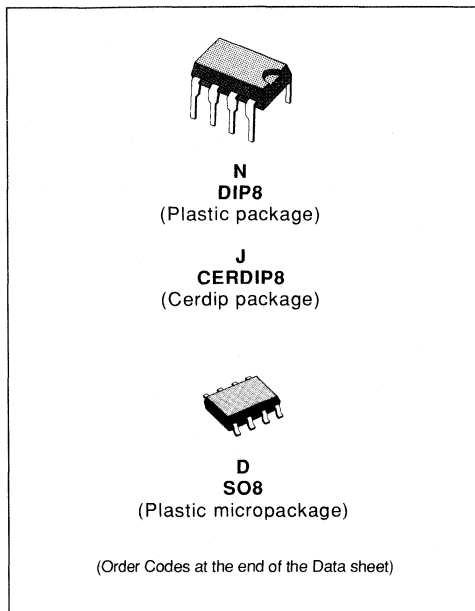 N
DIP8
(Plastic package)
J
CERDIP8
(Cerdip package)
D
SO8
(Plastic micropackage)
(Order Codes at the end of the Data sheet)